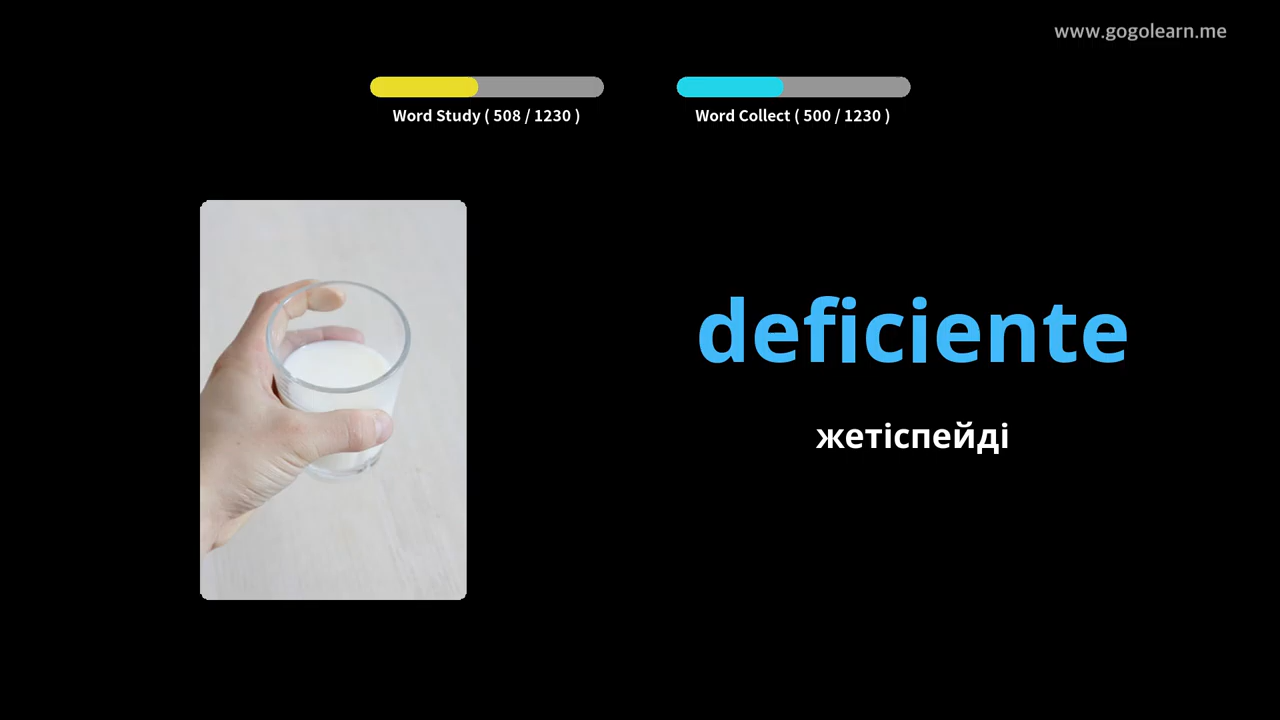 www.gogolearn.me
Word Study ( 508 / 1230 )
Word Collect ( 500 / 1230 )
deficiente
жетіспейді